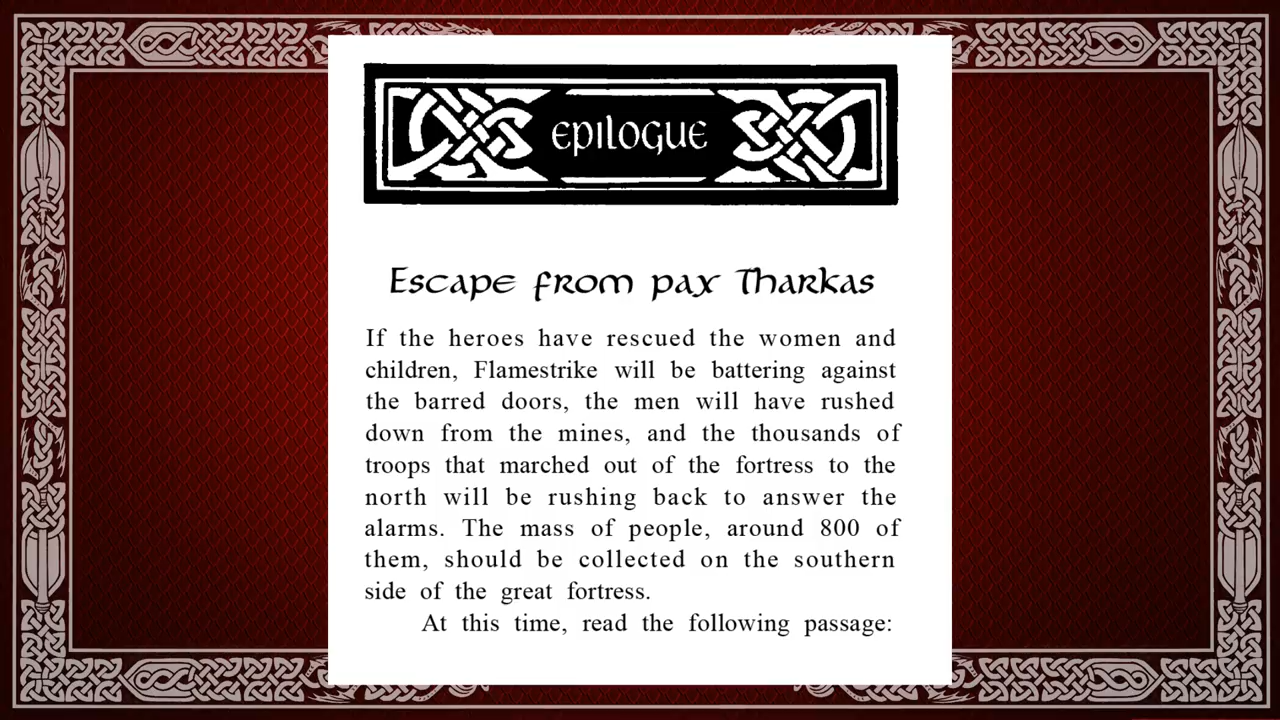 EPILOGUE
Escape from pax Tharkas
If the heroes have rescued the women and
children, Flamestrike will be battering against
the barred doors, the men will have rushed
down from the mines, and the thousands of
troops that marched out of the fortress to the
north will be rushing back to answer the
alarms. The mass of people, around 800 of
them, should be collected on the southern
side of the great fortress.
At this time, read the following passage: